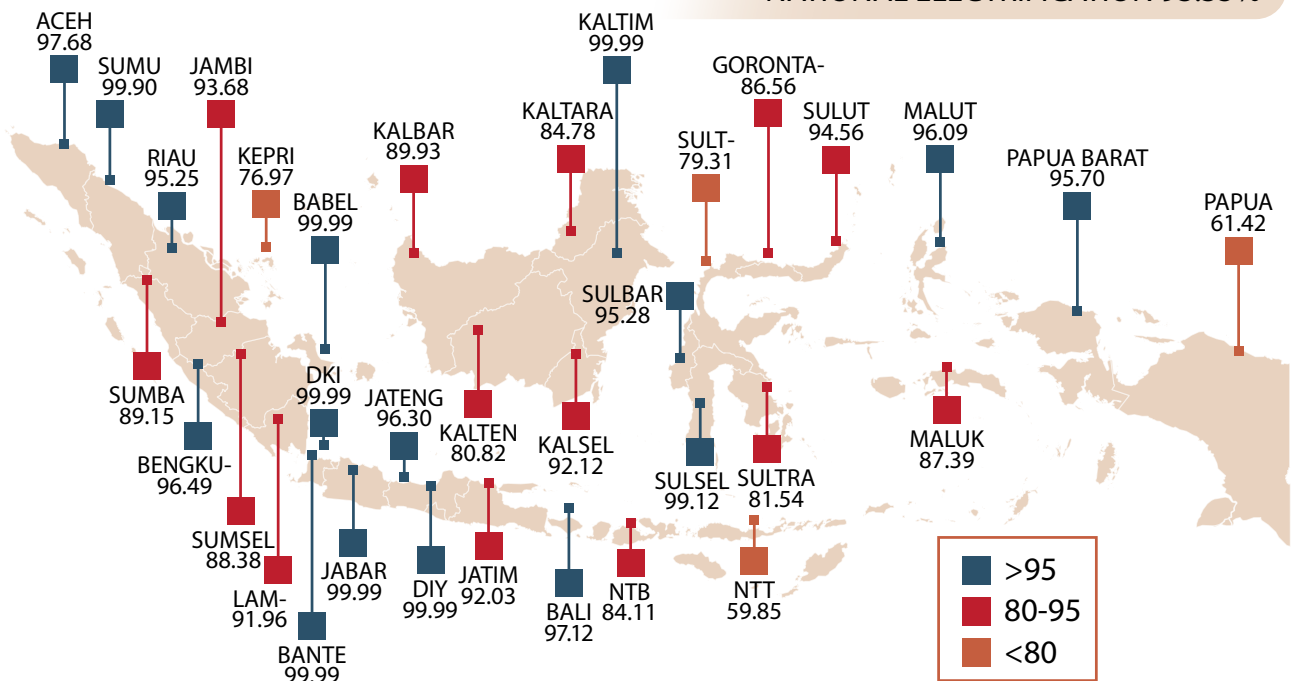 ACEH
97.68
SUMU
99.90
JAMBI
93.68
RIAU
95.25
KEPRI
76.97
BABEL
99.99
KALBAR
89.93
KALTARA
84.78
KALTIM
99.99
SULT-
79.31
GORONTA-
86.56
SULUT
94.56
MALUT
96.09
PAPUA BARAT
95.70
PAPUA
61.42
SULBAR
95.28
SUMBA
89.15
BENGKU-
96.49
SUMSEL
88.38
LAM-
91.96
BANTE
99.99
DKI
99.99
JABAR
99.99
JATENG
96.30
DIY
99.99
JATIM
92.03
KALTEN
80.82
KALSEL
92.12
BALI
97.12
NTB
84.11
SULSEL
99.12
SULTRA
81.54
NTT
59.85
MALUK
87.39
>95
80-95
<80